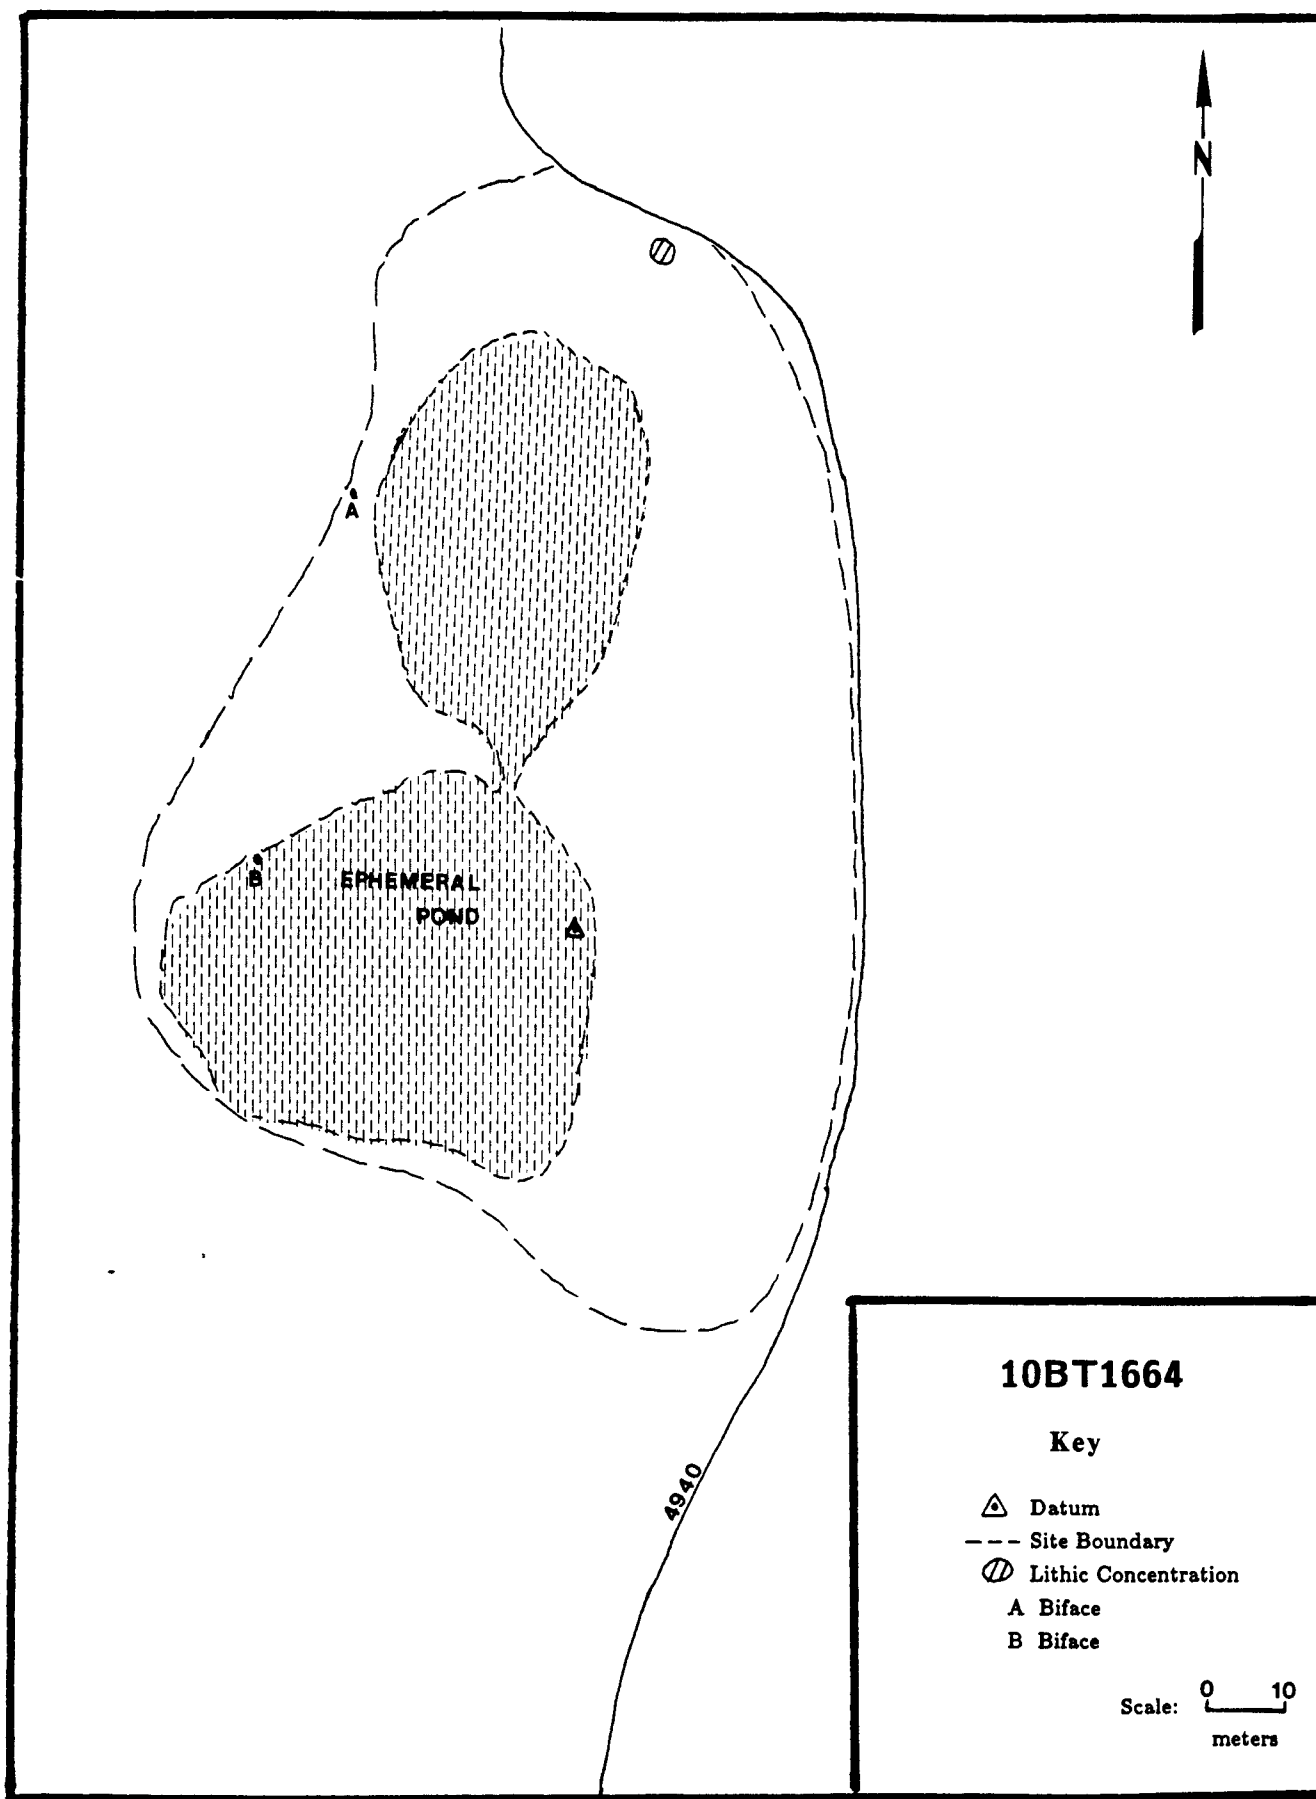 N
A
B
EPHEMERAL
POND
4940
10BT1664
Key
Datum
Site Boundary
Lithic Concentration
A Biface
B Biface
0 10
Scale:
meters